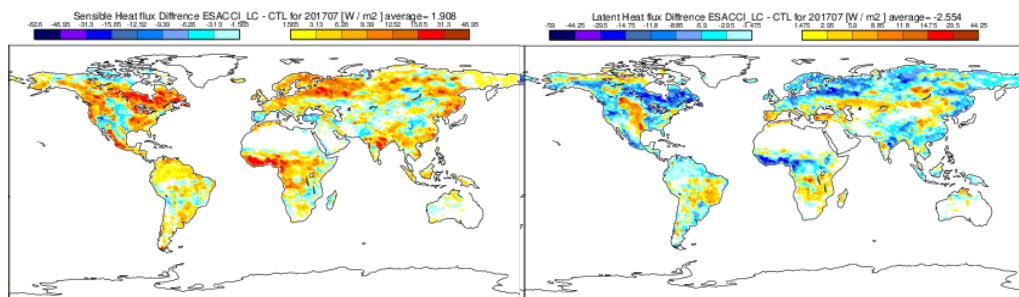 Sensible Heat flux Diffrence ESACCI_LC - CTL for 201707 [W / m2 ] average= 1.908
-62.6 -46.95 -31.3 -15.65 -12.52 -9.39 -6.26 -31.3 -1.565 1.565 3.13 6.26 9.39 12.52 15.65 31.3 46.95
Latent Heat flux Diffrence ESACCI_LC - CTL for 201707 [W / m2 ] average= -2.554
-59 -44.25 -29.5 -14.75 -11.8 -8.85 -5.9 -2.95 -1.475 1.475 2.95 5.9 8.85 11.8 14.75 29.5 44.25